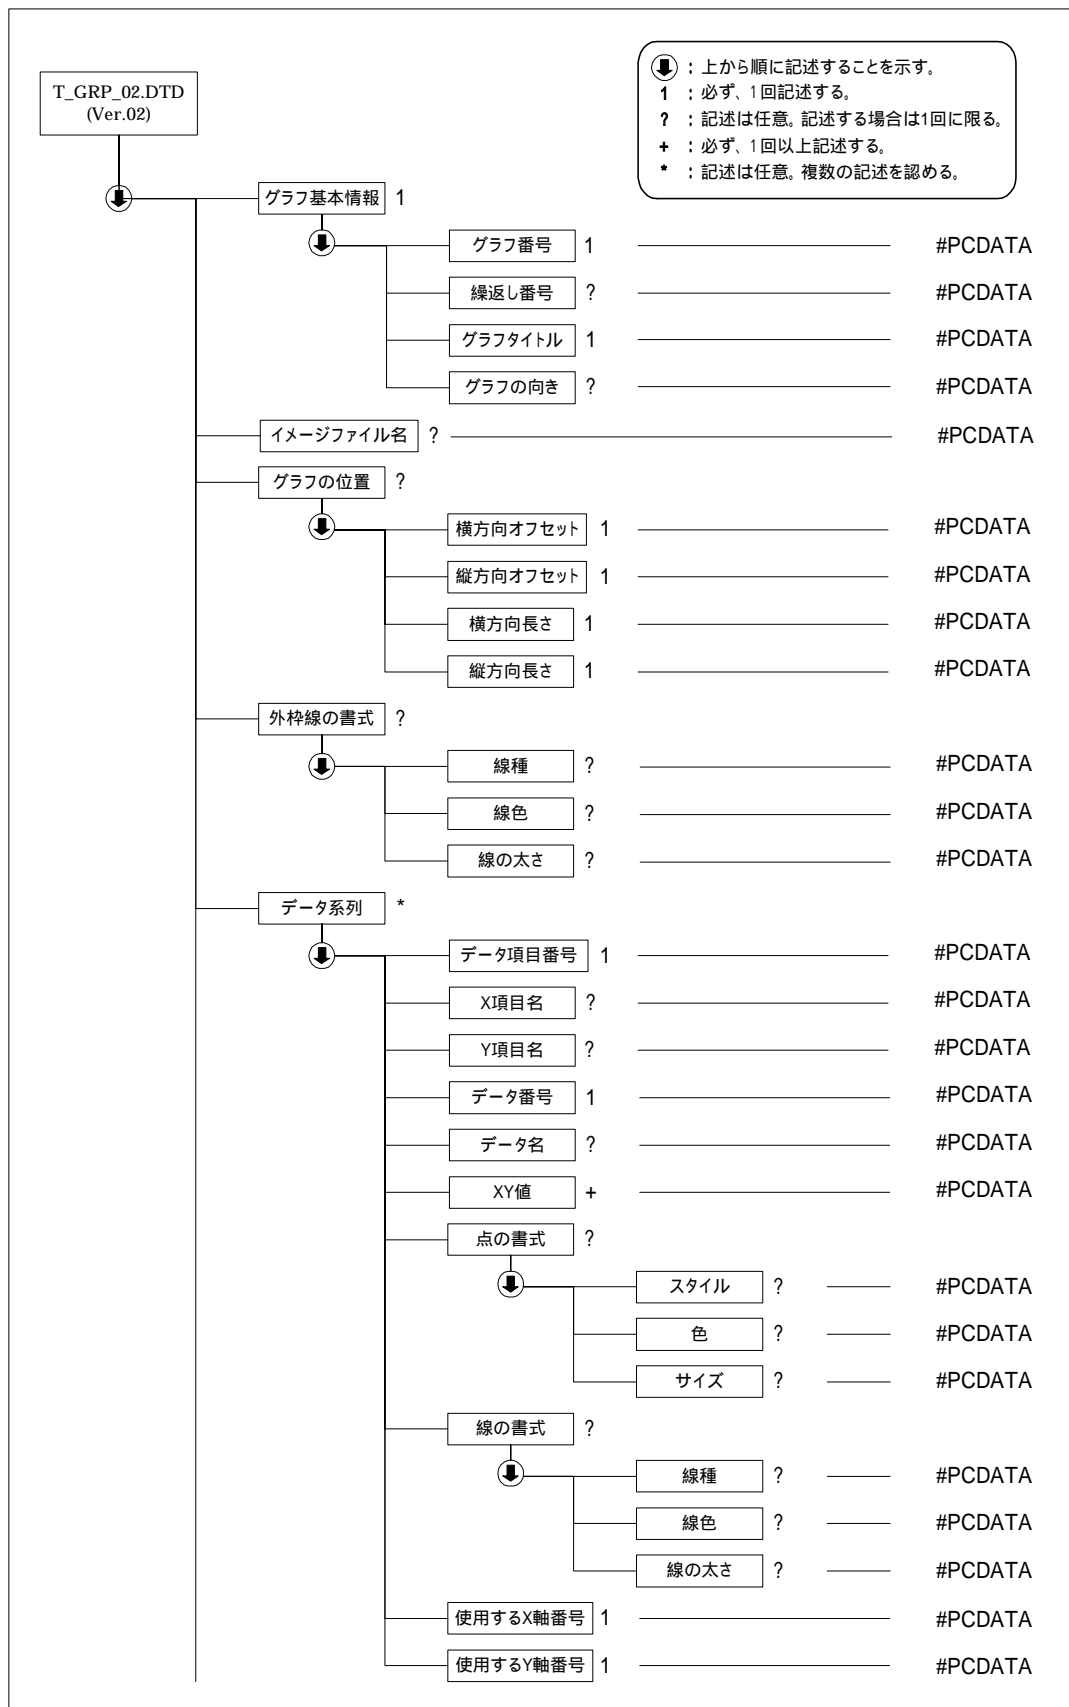 : 上から順に記述することを示す。
1 : 必ず、1回記述する。
? : 記述は任意。記述する場合は1回に限る。
+ : 必ず、1回以上記述する。
* : 記述は任意。複数の記述を認める。
T_GRP_02.DTD
(Ver.02)
グラフ基本情報 1
グラフ番号 1 #PCDATA
繰返し番号 ? #PCDATA
グラフタイトル 1 #PCDATA
グラフの向き ? #PCDATA
イメージファイル名 ? #PCDATA
グラフの位置 ?
横方向オフセット 1 #PCDATA
縦方向オフセット 1 #PCDATA
横方向長さ 1 #PCDATA
縦方向長さ 1 #PCDATA
外枠線の書式 ?
線種 ? #PCDATA
線色 ? #PCDATA
線の太さ ? #PCDATA
データ系列 *
データ項目番号 1 #PCDATA
X項目名 ? #PCDATA
Y項目名 ? #PCDATA
データ番号 1 #PCDATA
データ名 ? #PCDATA
XY値 + #PCDATA
点の書式 ?
スタイル ? #PCDATA
色 ? #PCDATA
サイズ ? #PCDATA
線の書式 ?
線種 ? #PCDATA
線色 ? #PCDATA
線の太さ ? #PCDATA
使用するX軸番号 1 #PCDATA
使用するY軸番号 1 #PCDATA